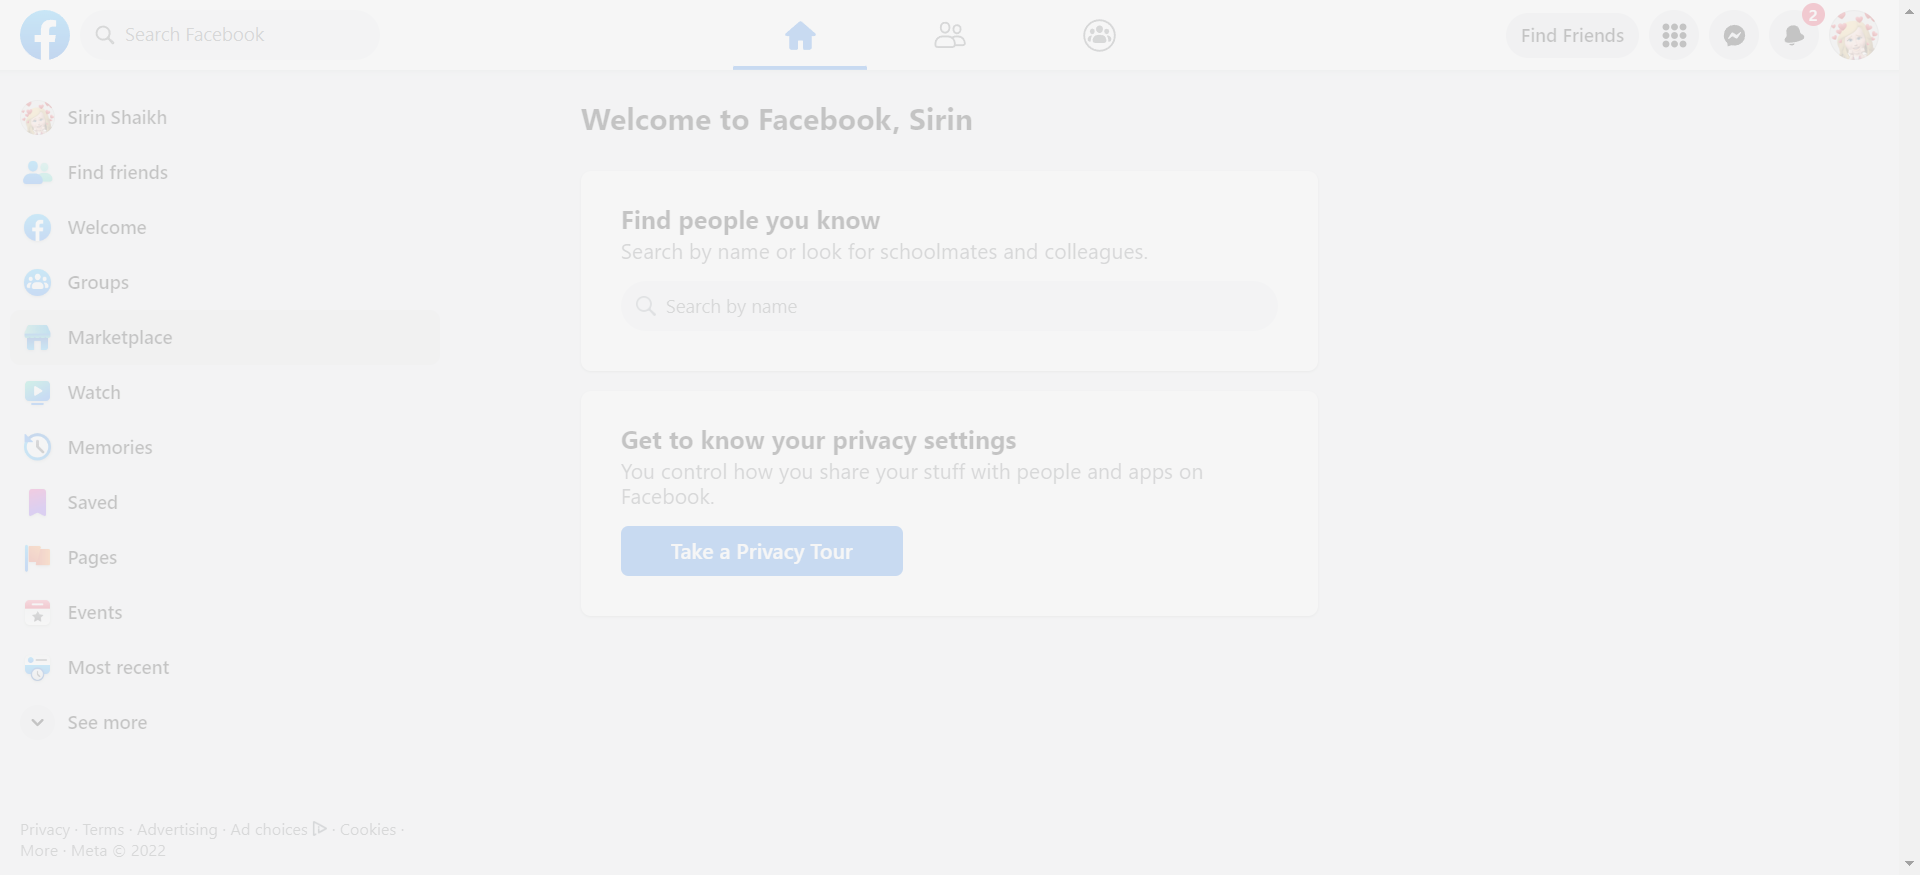 Search Facebook
Find Friends
2
Sirin Shaikh
Find friends
Welcome
Groups
Marketplace
Watch
Memories
Saved
Pages
Events
Most recent
See more
Privacy · Terms · Advertising · Ad choices · Cookies ·
More · Meta © 2022
Welcome to Facebook, Sirin
Find people you know
Search by name or look for schoolmates and colleagues.
Search by name
Get to know your privacy settings
You control how you share your stuff with people and apps on
Facebook.
Take a Privacy Tour